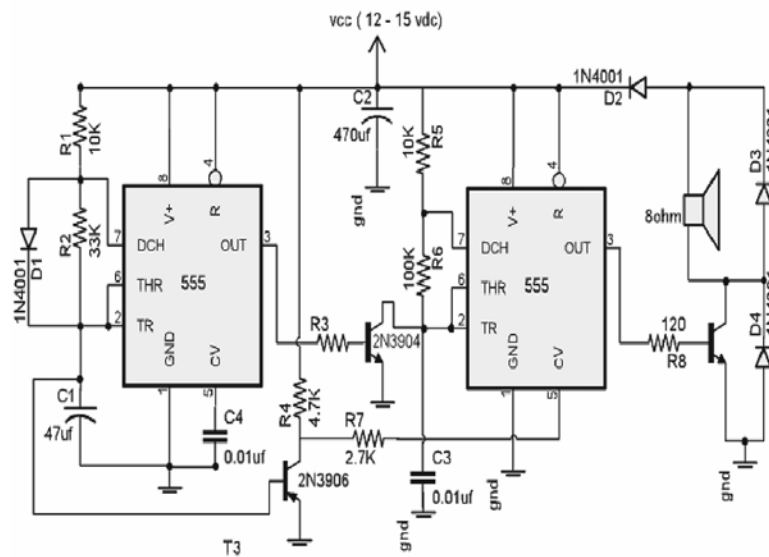 vcc ( 12 - 15 vdc)
1N4001
D2
C2
470uf
gnd
R1
10K
R2
33K
1N4001
D1
8
4
V+
R
7
DCH
OUT
3
6
THR
555
2
TR
GND
CV
1
5
R3
2N3904
R5
10K
R6
100K
8
4
V+
R
7
DCH
OUT
3
6
THR
555
2
TR
GND
CV
1
5
8ohm
D3
D4
120
R8
C1
47uf
C4
0.01uf
R4
4.7K
R7
2.7K
2N3906
T3
C3
0.01uf
gnd
gnd
gnd